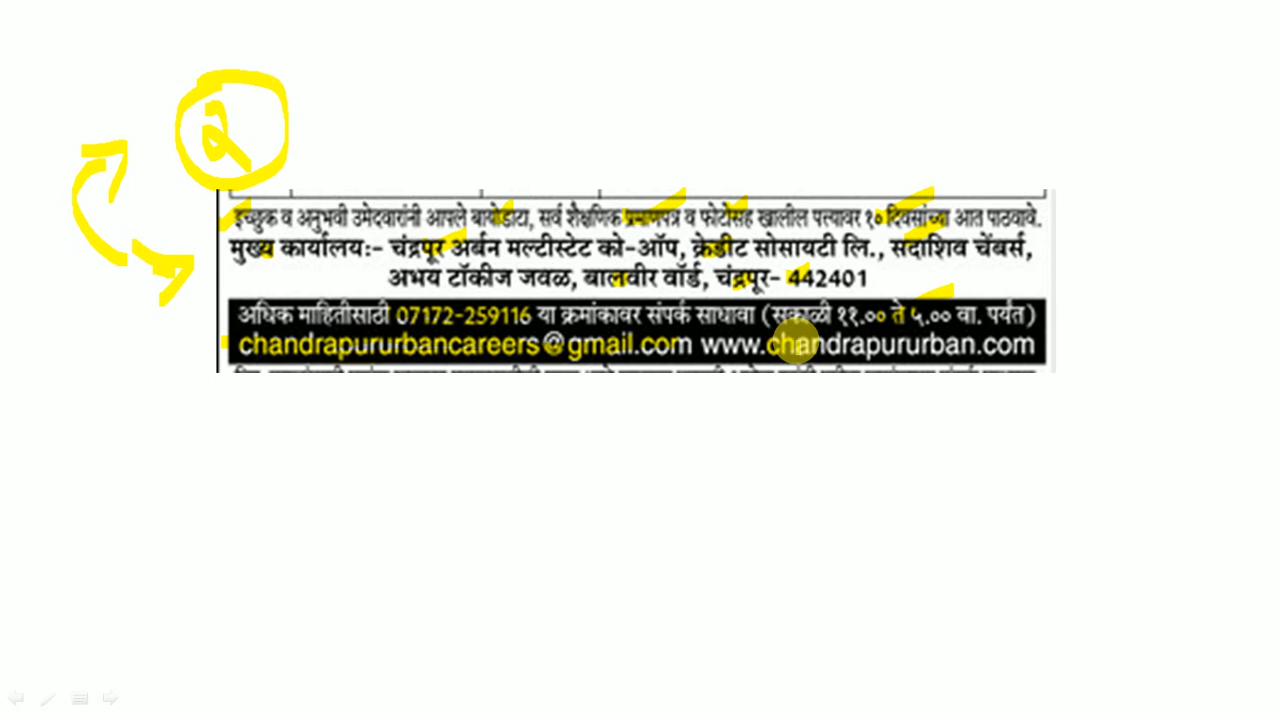 २
इच्छुक व अनुभवी उमेदवारांनी आपले बायोडाटा, सर्व शैक्षणिक प्रमाणपत्र व फोटोसह खालील पत्त्यावर १० दिवसांच्या आत पाठवावे.
मुख्य कार्यालय:- चंद्रपूर अर्बन मल्टीस्टेट को-ऑप, क्रेडीट सोसायटी लि., सदाशिव चेंबर्स,
अभय टॉकीज जवळ, बालवीर वॉर्ड, चंद्रपूर- 442401
अधिक माहितीसाठी 07172-259116 या क्रमांकावर संपर्क साधावा (सकाळी ११.०० ते ५.०० वा. पर्यंत)
chandrapururbancareers@gmail.com www.chandrapururban.com